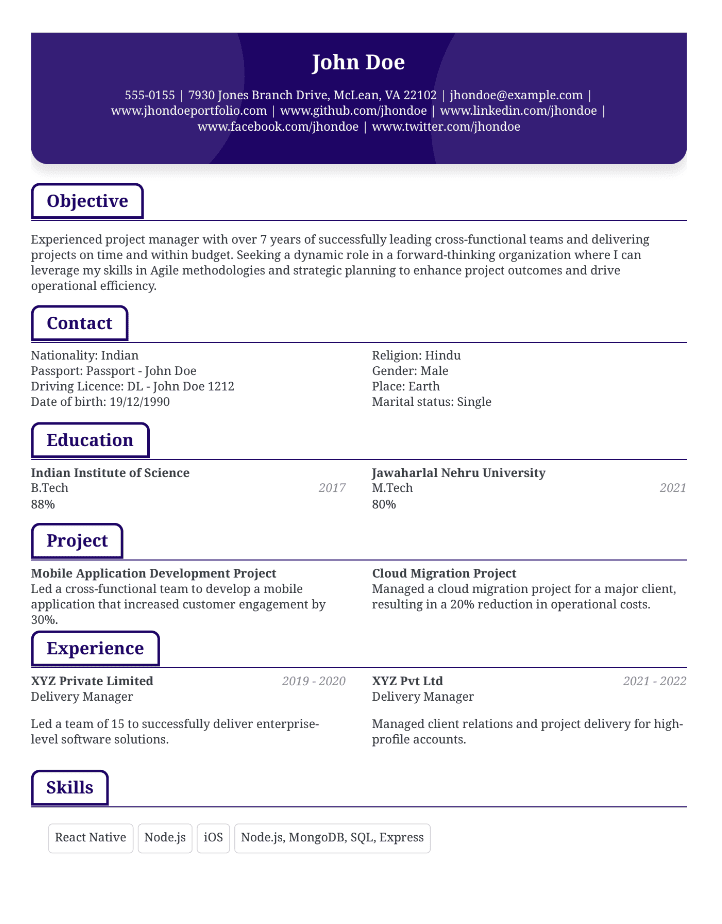 John Doe
555-0155 | 7930 Jones Branch Drive, McLean, VA 22102 | jhondoe@example.com |
www.jhondoeportfolio.com | www.github.com/jhondoe | www.linkedin.com/jhondoe |
www.facebook.com/jhondoe | www.twitter.com/jhondoe
Objective
Experienced project manager with over 7 years of successfully leading cross-functional teams and delivering
projects on time and within budget. Seeking a dynamic role in a forward-thinking organization where I can
leverage my skills in Agile methodologies and strategic planning to enhance project outcomes and drive
operational efficiency.
Contact
Nationality: Indian
Passport: Passport - John Doe
Driving Licence: DL - John Doe 1212
Date of birth: 19/12/1990
Religion: Hindu
Gender: Male
Place: Earth
Marital status: Single
Education
Indian Institute of Science
B.Tech 2017
88%
Jawaharlal Nehru University
M.Tech 2021
80%
Project
Mobile Application Development Project
Led a cross-functional team to develop a mobile
application that increased customer engagement by
30%.
Cloud Migration Project
Managed a cloud migration project for a major client,
resulting in a 20% reduction in operational costs.
Experience
XYZ Private Limited 2019 - 2020
Delivery Manager
Led a team of 15 to successfully deliver enterprise-
level software solutions.
XYZ Pvt Ltd 2021 - 2022
Delivery Manager
Managed client relations and project delivery for high-
profile accounts.
Skills
React Native Node.js iOS Node.js, MongoDB, SQL, Express